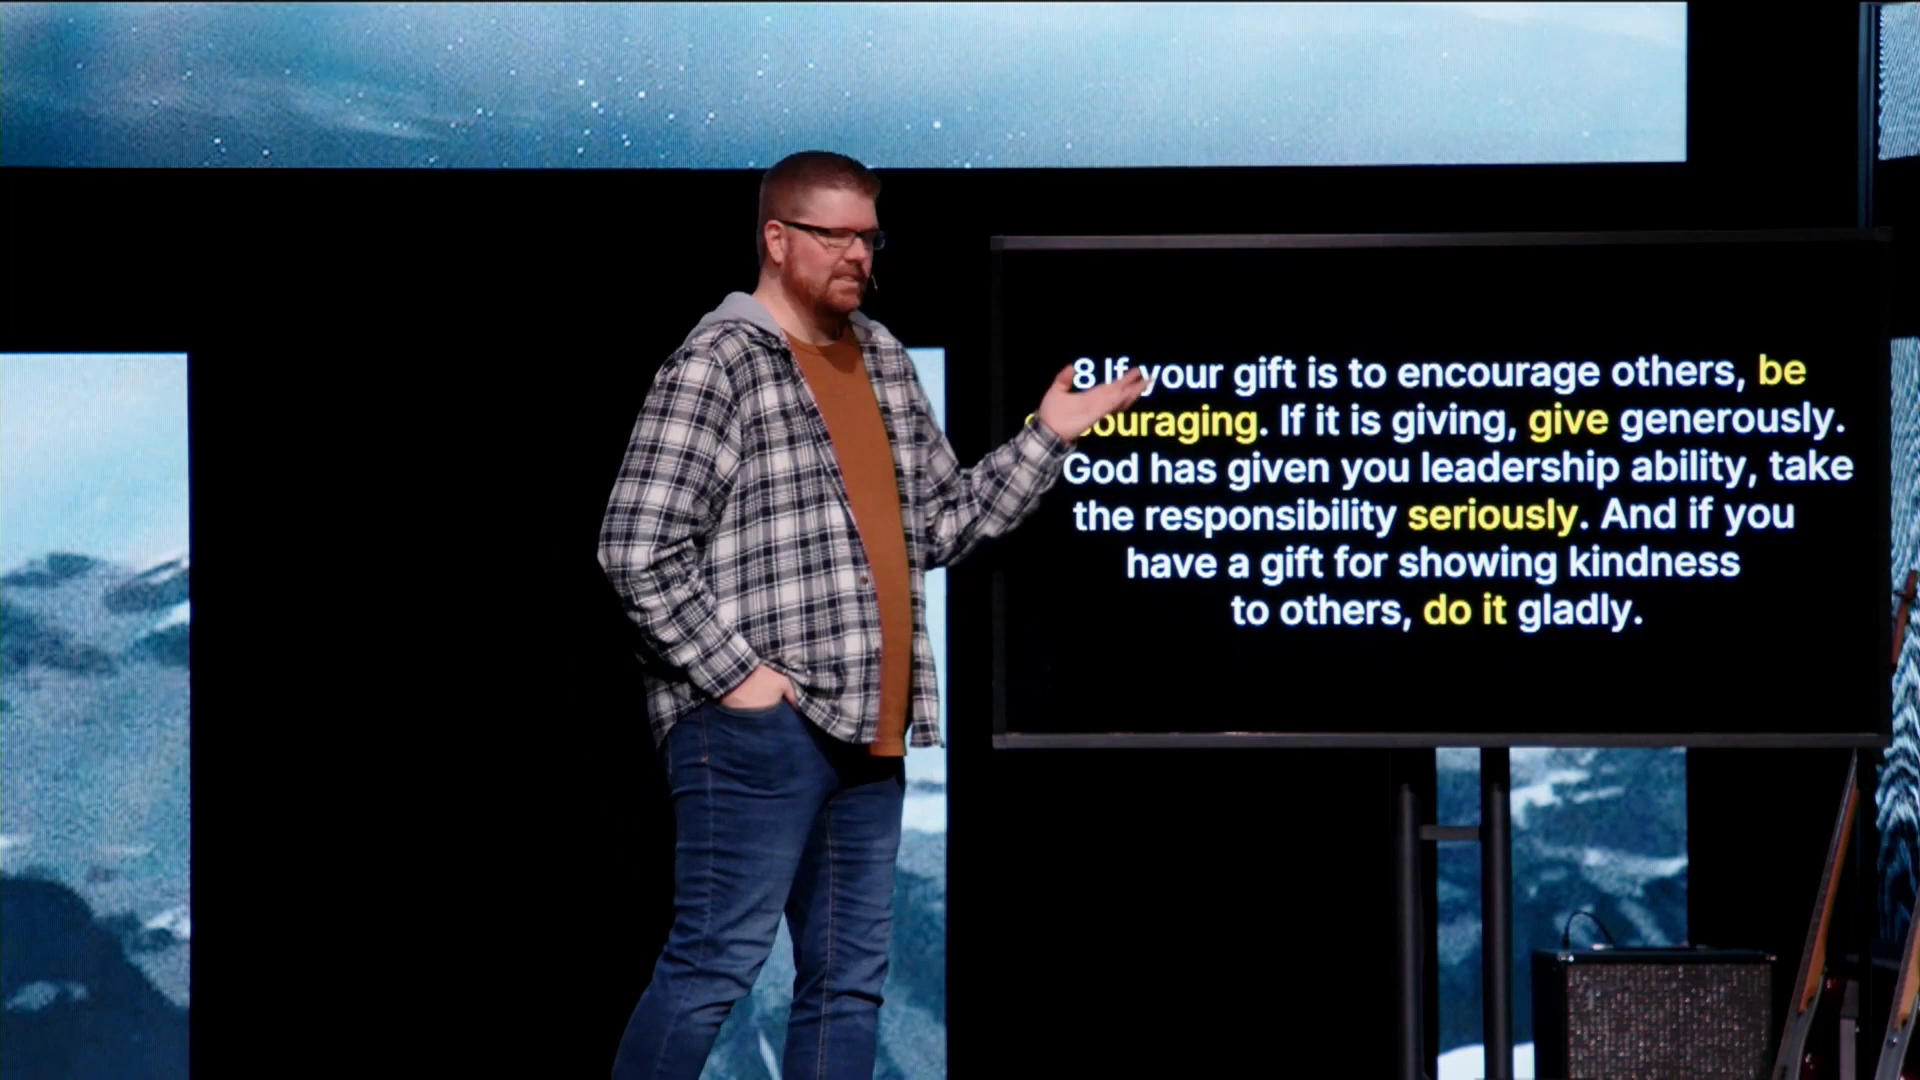 8 If your gift is to encourage others, be
couraging. If it is giving, give generously.
God has given you leadership ability, take
the responsibility seriously. And if you
have a gift for showing kindness
to others, do it gladly.